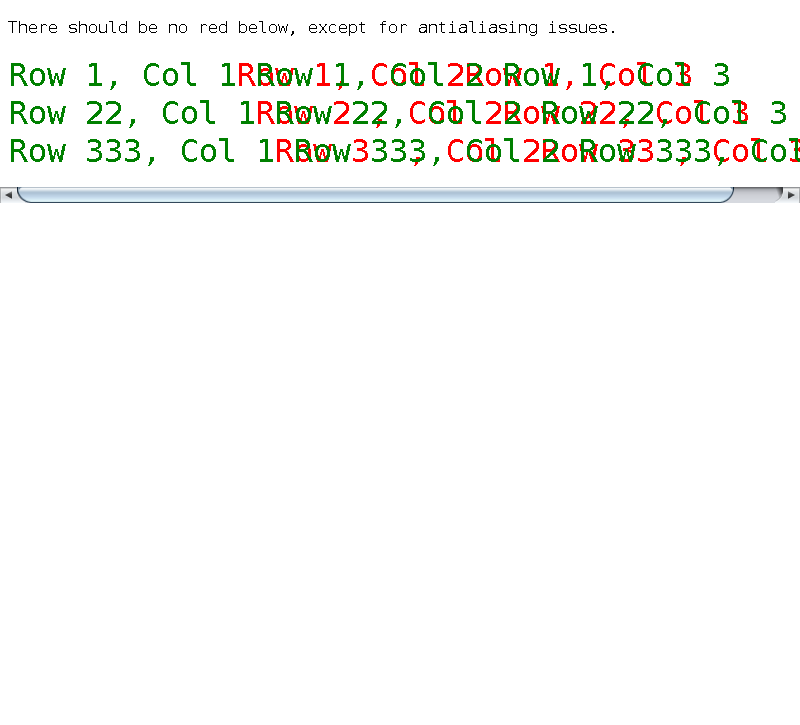 There should be no red below, except for antialiasing issues.
Row 1, Col 1 Row 1, Col 2 Row 1, Col 3
Row 22, Col 1 Row 22, Col 2 Row 22, Col 3
Row 333, Col 1 Row 333, Col 2 Row 333, Col